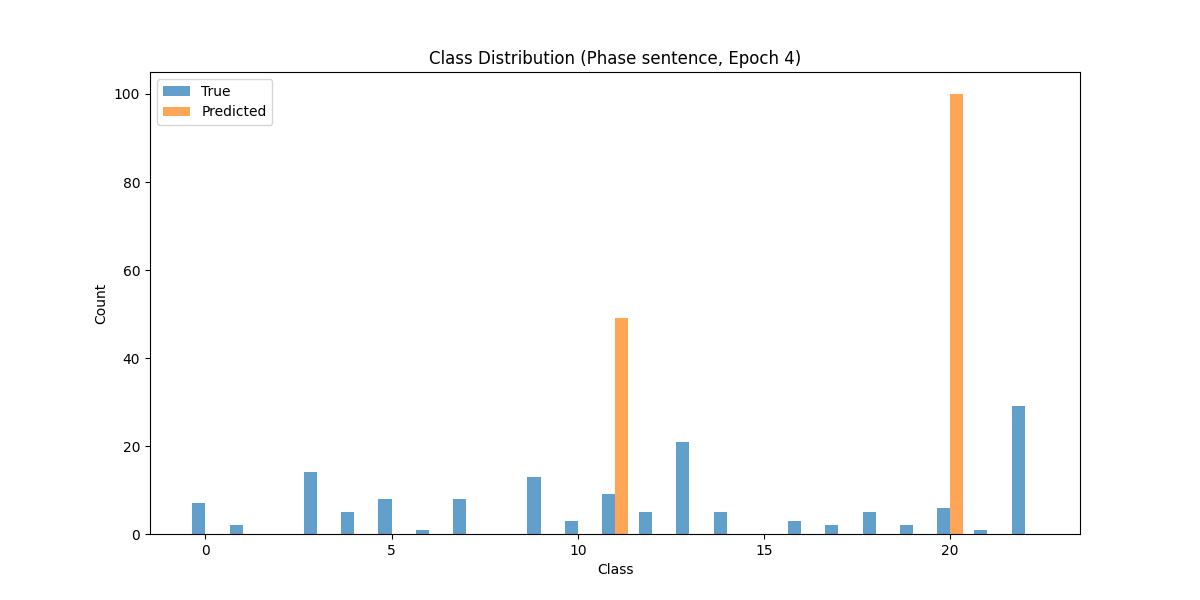 Class Distribution (Phase sentence, Epoch 4)
True
Predicted
100
80
60
40
20
0
Count
0 5 10 15 20
Class